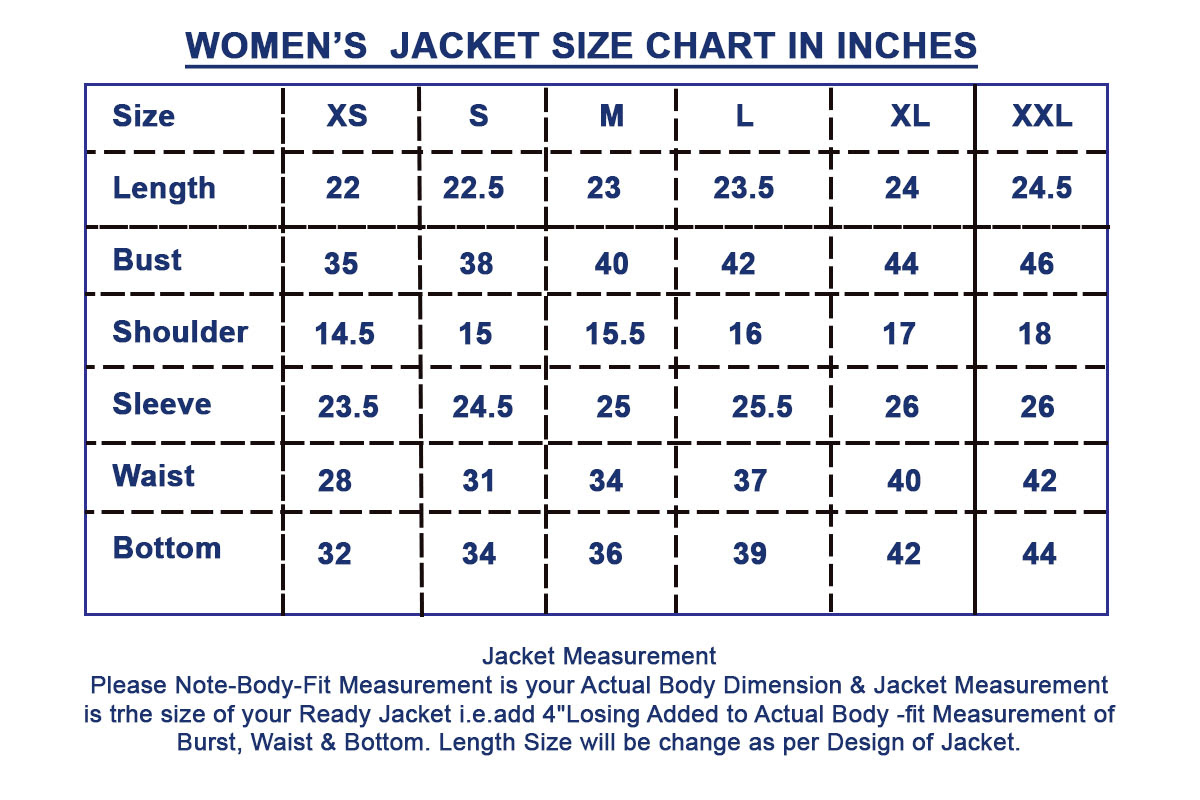 WOMEN’S JACKET SIZE CHART IN INCHES
Size XS S M L XL XXL
Length 22 22.5 23 23.5 24 24.5
Bust 35 38 40 42 44 46
Shoulder 14.5 15 15.5 16 17 18
Sleeve 23.5 24.5 25 25.5 26 26
Waist 28 31 34 37 40 42
Bottom 32 34 36 39 42 44
Jacket Measurement
Please Note-Body-Fit Measurement is your Actual Body Dimension & Jacket Measurement
is trhe size of your Ready Jacket i.e.add 4"Losing Added to Actual Body -fit Measurement of
Burst, Waist & Bottom. Length Size will be change as per Design of Jacket.